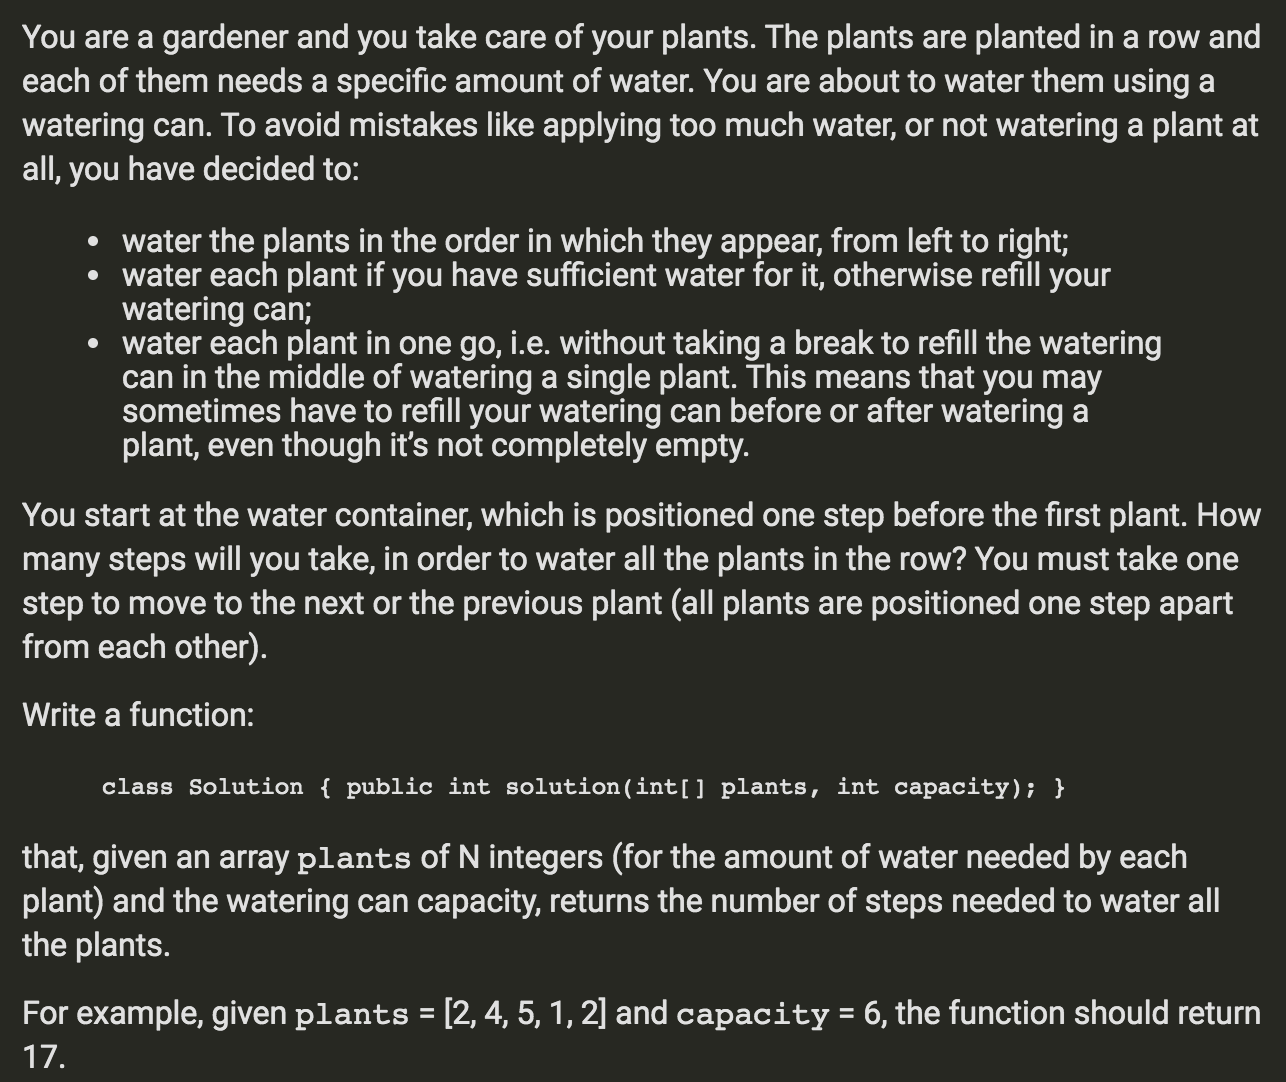 You are a gardener and you take care of your plants. The plants are planted in a row and
each of them needs a specific amount of water. You are about to water them using a
watering can. To avoid mistakes like applying too much water, or not watering a plant at
all, you have decided to:
• water the plants in the order in which they appear, from left to right;
• water each plant if you have sufficient water for it, otherwise refill your
watering can;
• water each plant in one go, i.e. without taking a break to refill the watering
can in the middle of watering a single plant. This means that you may
sometimes have to refill your watering can before or after watering a
plant, even though it’s not completely empty.
You start at the water container, which is positioned one step before the first plant. How
many steps will you take, in order to water all the plants in the row? You must take one
step to move to the next or the previous plant (all plants are positioned one step apart
from each other).
Write a function:
class Solution { public int solution(int[] plants, int capacity); }
that, given an array plants of N integers (for the amount of water needed by each
plant) and the watering can capacity, returns the number of steps needed to water all
the plants.
For example, given plants = [2, 4, 5, 1, 2] and capacity = 6, the function should return
17.